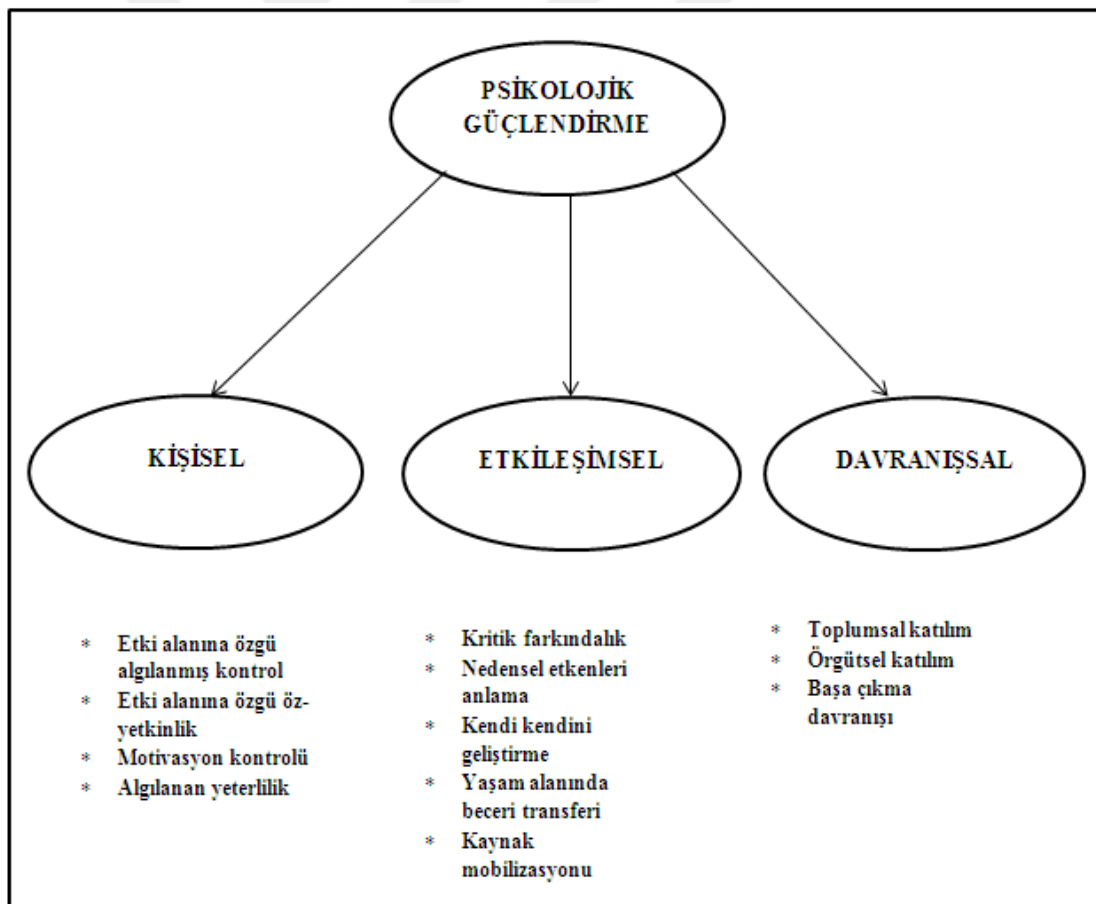 PSİKOLOJİK
GÜÇLENDİRME
KİŞİSEL
ETKİLEŞİMSEL
DAVRANIŞSAL
* Etki alanına özgü
algılanmış kontrol
* Etki alanına özgü öz-
yetkinlik
* Motivasyon kontrolü
* Algılanan yeterlilik
* Kritik farkındalık
* Nedensel etkenleri
anlama
* Kendi kendini
geliştirme
* Yaşam alanında
beceri transferi
* Kaynak
mobilizasyonu
* Toplumsal katılım
* Örgütsel katılım
* Başa çıkma
davranışı